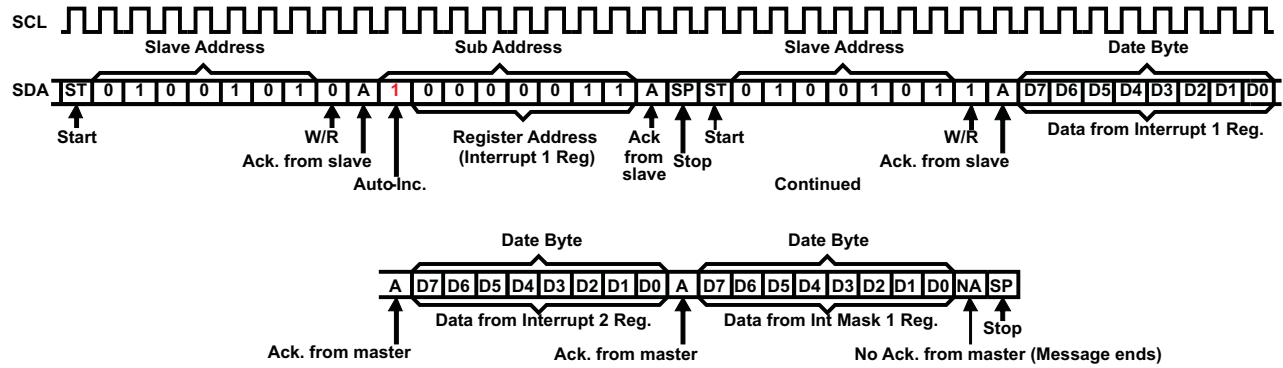 SCL
Slave Address Sub Address Slave Address Date Byte
SDA ST 0 1 0 0 1 0 1 0 A 1 0 0 0 0 0 1 1 A SP ST 0 1 0 0 1 0 1 1 A D7 D6 D5 D4 D3 D2 D1 D0
Start W/R Register Address Ack Start W/R Data from Interrupt 1 Reg.
Ack. from slave (Interrupt 1 Reg) from Stop Ack. from slave
slave
Auto-Inc. Continued
Date Byte Date Byte
A D7 D6 D5 D4 D3 D2 D1 D0 A D7 D6 D5 D4 D3 D2 D1 D0 NA SP
Data from Interrupt 2 Reg. Data from Int Mask 1 Reg.
Stop
Ack. from master Ack. from master No Ack. from master (Message ends)